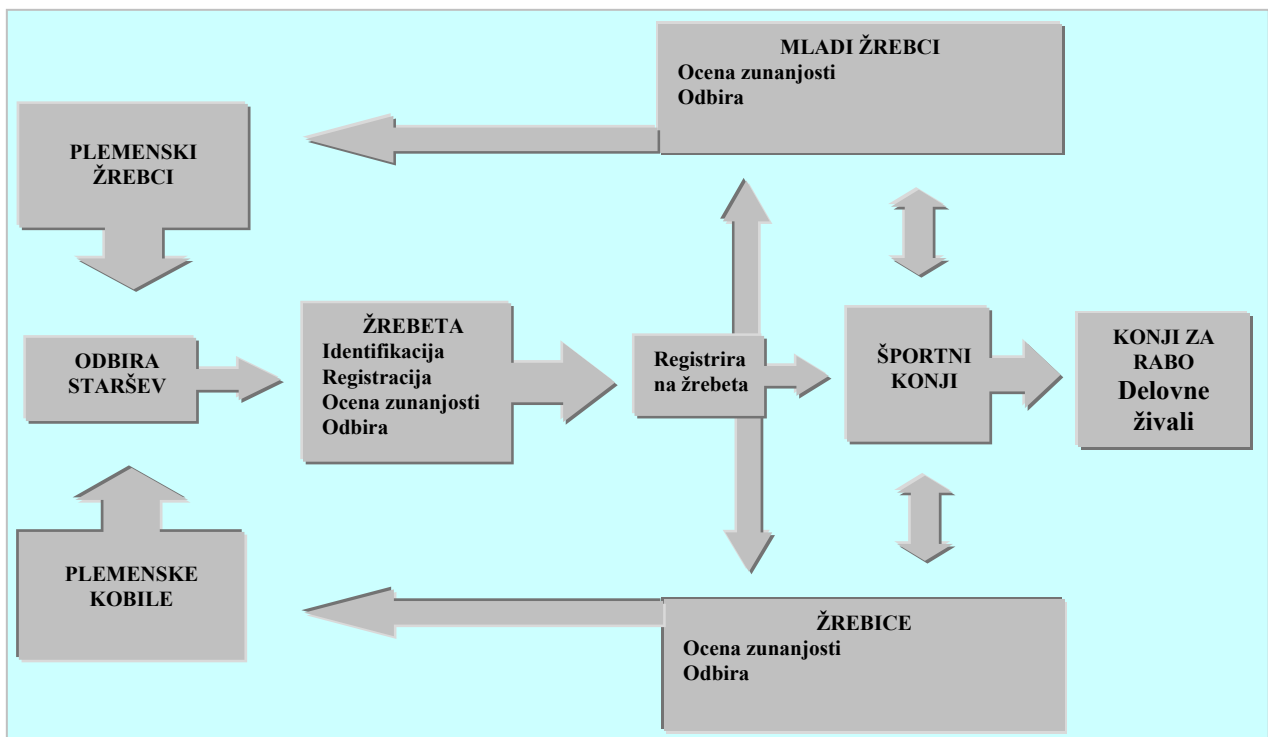 MLADI ŽREBCI
Ocena zunanjosti
Odbira
PLEMENSKI
ŽREBCI
ODBIRA
STARŠEV
ŽREBETA
Identifikacija
Registracija
Ocena zunanjosti
Odbira
Registrira
na žrebeta
ŠPORTNI
KONJI
KONJI ZA
RABO
Delovne
živali
PLEMENSKE
KOBILE
ŽREBICE
Ocena zunanjosti
Odbira